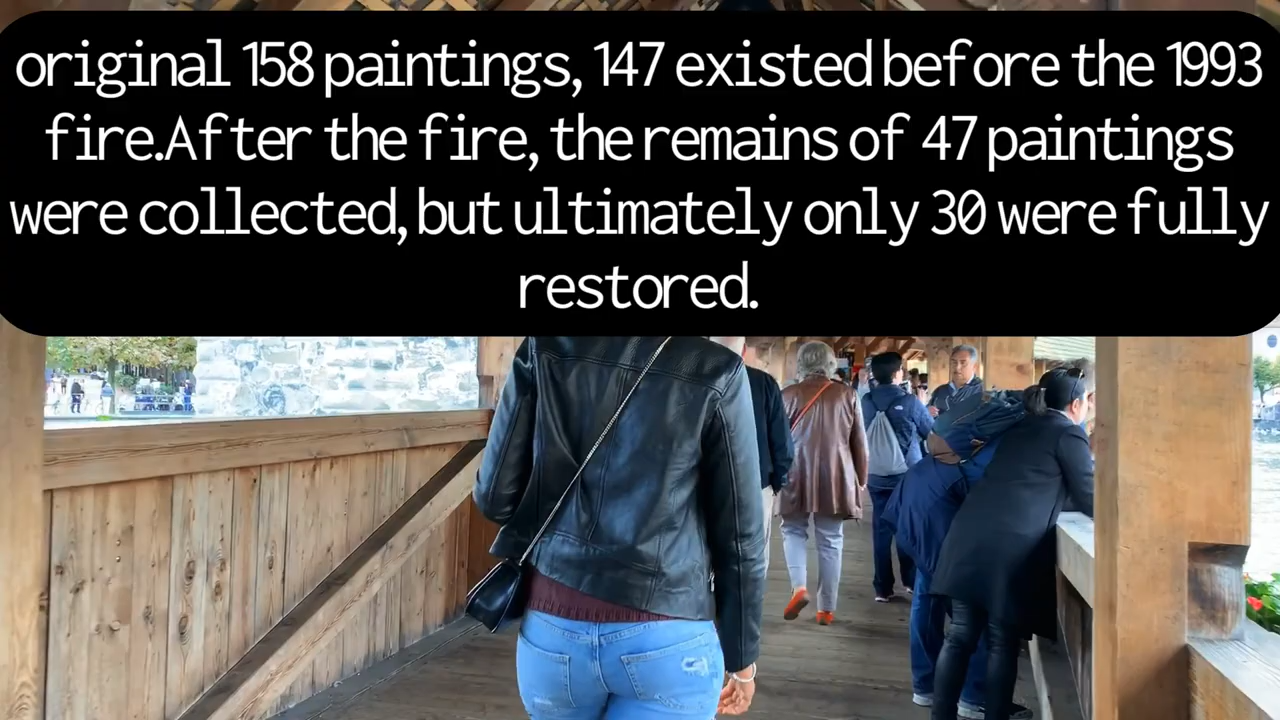 original 158 paintings, 147 existed before the 1993
fire.After the fire, the remains of 47 paintings
were collected, but ultimately only 30 were fully
restored.